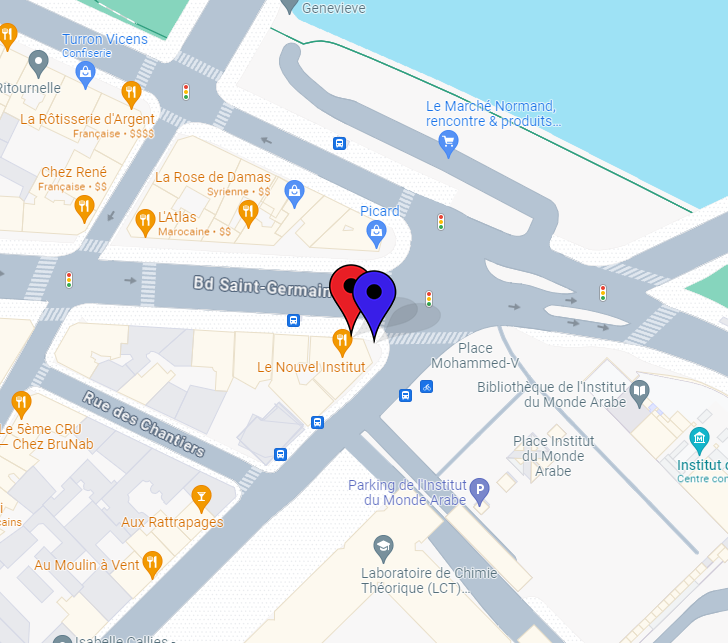 Genevieve
Turron Vicens
Confiserie
Ritournelle
La Rôtisserie d'Argent
Française • $$$$
Le Marché Normand,
rencontre & produits...
Chez René
Française • $$
La Rose de Damas
Syrienne • $$
L'Atlas
Marocaine • $$
Picard
Bd Saint-Germain
Le Nouvel Institut
Place
Mohammed-V
Bibliothèque de l'Institut
du Monde Arabe
Rue des Chantiers
Le 5ème CRU
— Chez BruNab
Place Institut
du Monde
Arabe
Institut d
Centre cor
Parking de l'Institut
du Monde Arabe
P
i
cains
Aux Rattrapages
Au Moulin à Vent
Laboratoire de Chimie
Théorique (LCT)...
Isabelle Callies -